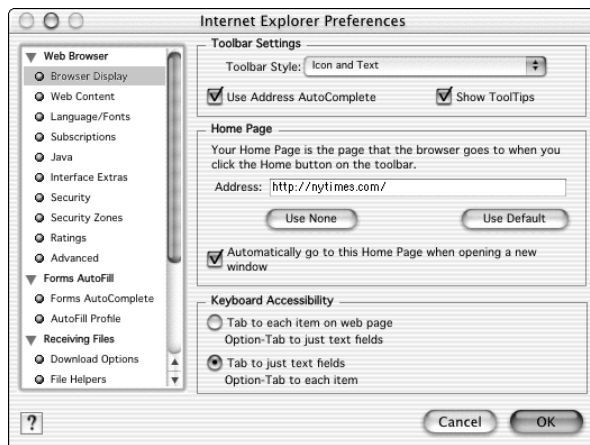 Internet Explorer Preferences
Web Browser
Browser Display
Web Content
Language/Fonts
Subscriptions
Java
Interface Extras
Security
Security Zones
Ratings
Advanced
Forms AutoFill
Forms AutoComplete
AutoFill Profile
Receiving Files
Download Options
File Helpers
Toolbar Settings
Toolbar Style: Icon and Text
Use Address AutoComplete Show ToolTips
Home Page
Your Home Page is the page that the browser goes to when you
click the Home button on the toolbar.
Address: http://nytimes.com/
Use None Use Default
Automatically go to this Home Page when opening a new
window
Keyboard Accessibility
Tab to each item on web page
Option-Tab to just text fields
Tab to just text fields
Option-Tab to each item
? Cancel OK